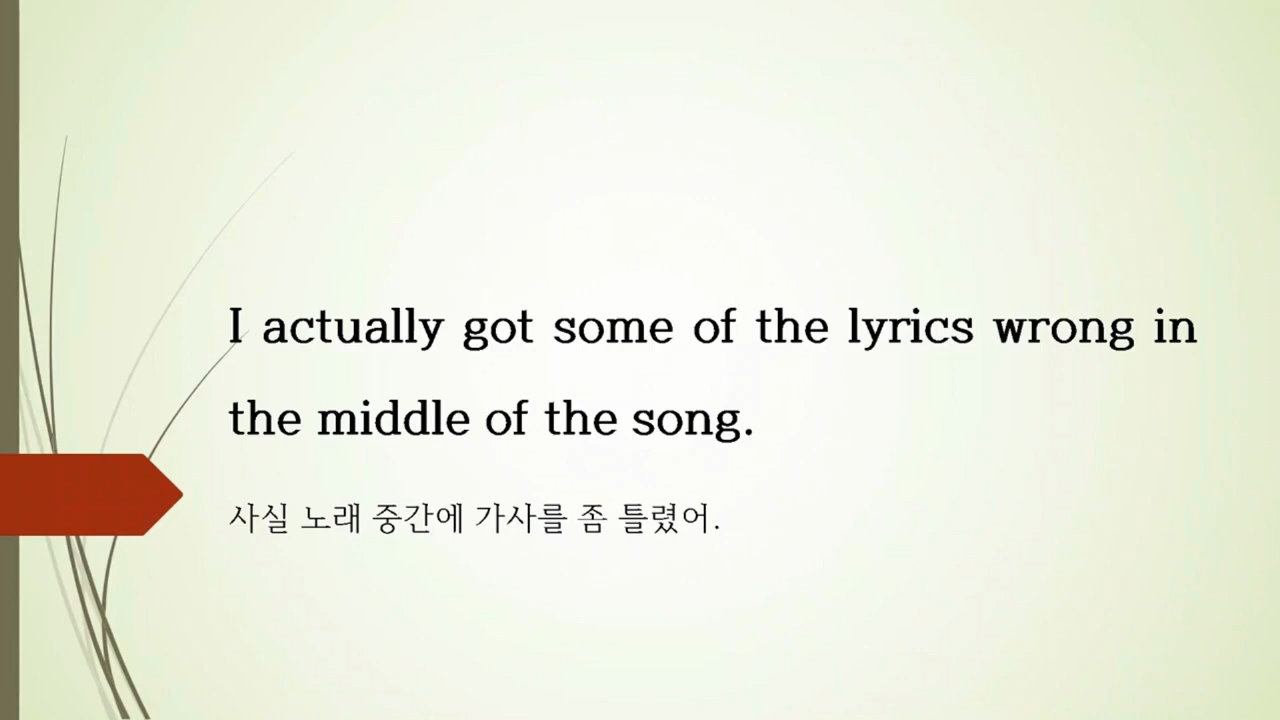 I actually got some of the lyrics wrong in
the middle of the song.
사실 노래 중간에 가사를 좀 틀렸어.